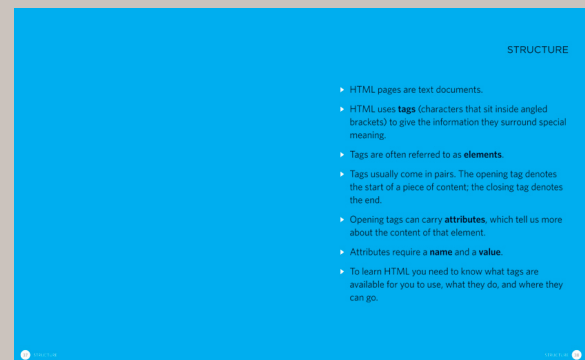 STRUCTURE
HTML pages are text documents.
HTML uses tags (characters that sit inside angled
brackets) to give the information they surround special
meaning.
Tags are often referred to as elements.
Tags usually come in pairs. The opening tag denotes
the start of a piece of content; the closing tag denotes
the end.
Opening tags can carry attributes, which tell us more
about the content of that element.
Attributes require a name and a value.
To learn HTML you need to know what tags are
available for you to use, what they do, and where they
can go.
STRUCTURE
STRUCTURE